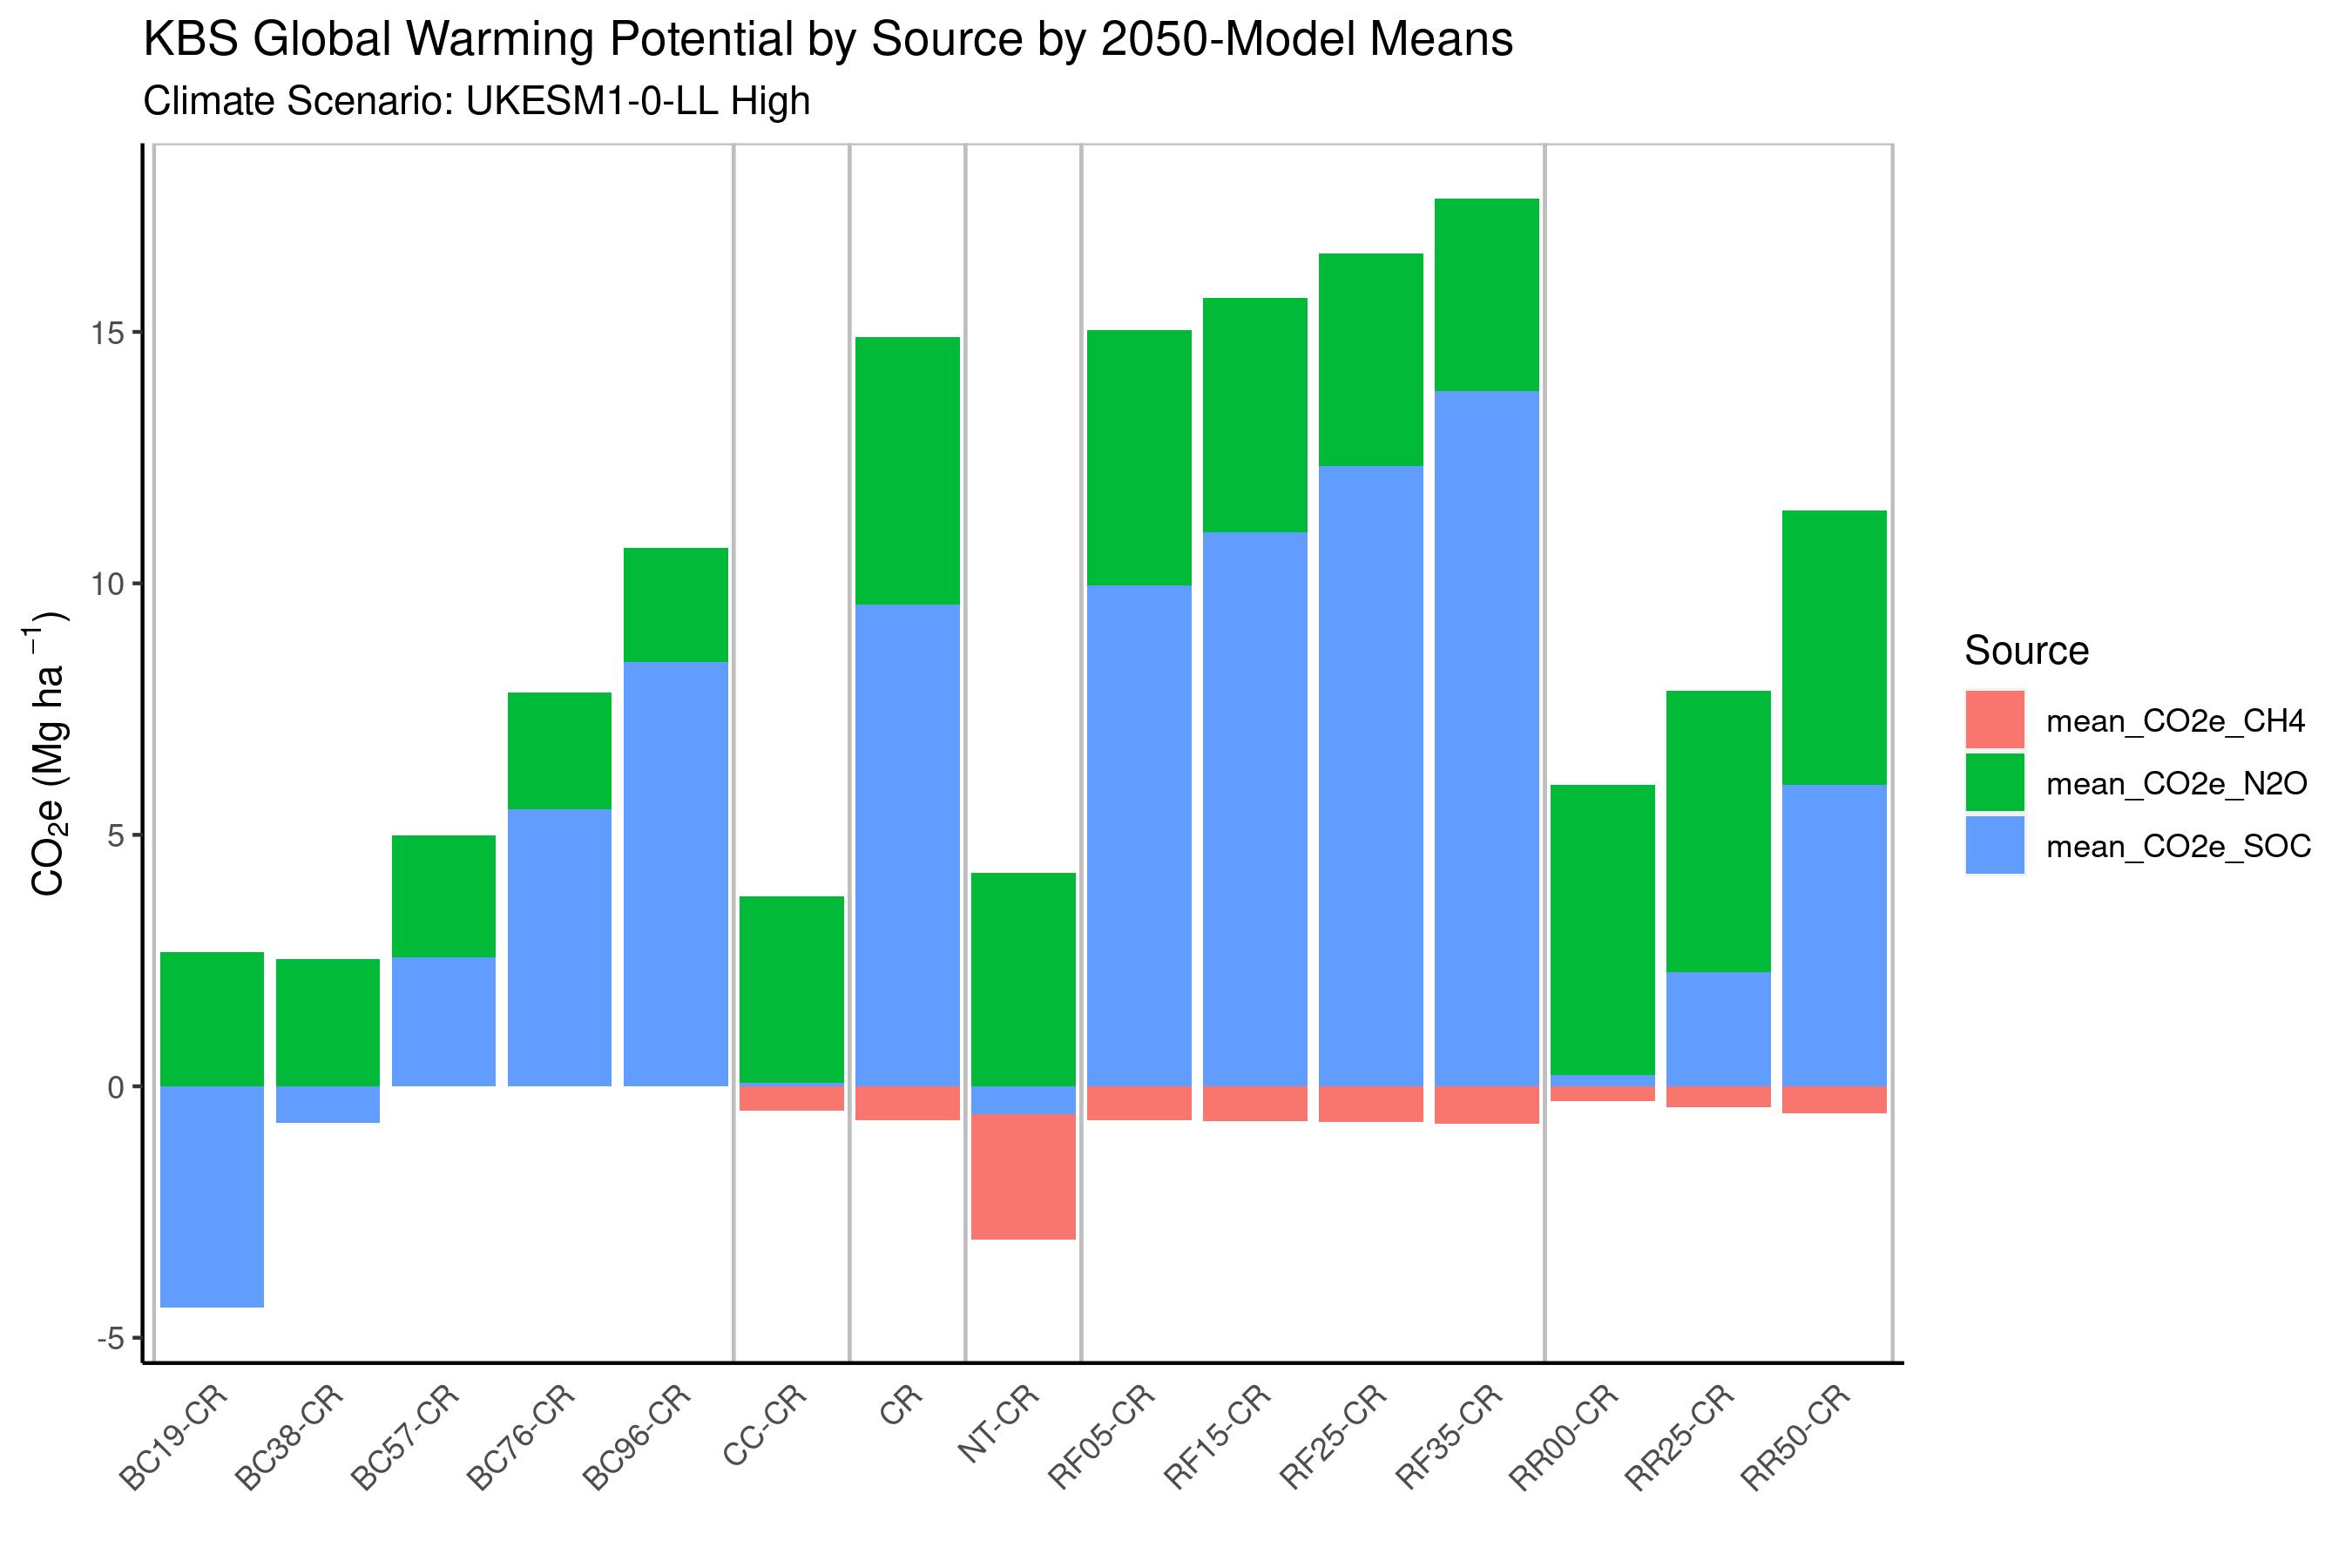 KBS Global Warming Potential by Source by 2050-Model Means
Climate Scenario: UKESM1-0-LL High
CO₂e (Mg ha ⁻¹)
15
10
5
0
-5
BC19-CR
BC38-CR
BC57-CR
BC76-CR
BC96-CR
CC-CR
CR
NT-CR
RF05-CR
RF15-CR
RF25-CR
RF35-CR
RR00-CR
RR25-CR
RR50-CR
Source
mean_CO2e_CH4
mean_CO2e_N2O
mean_CO2e_SOC